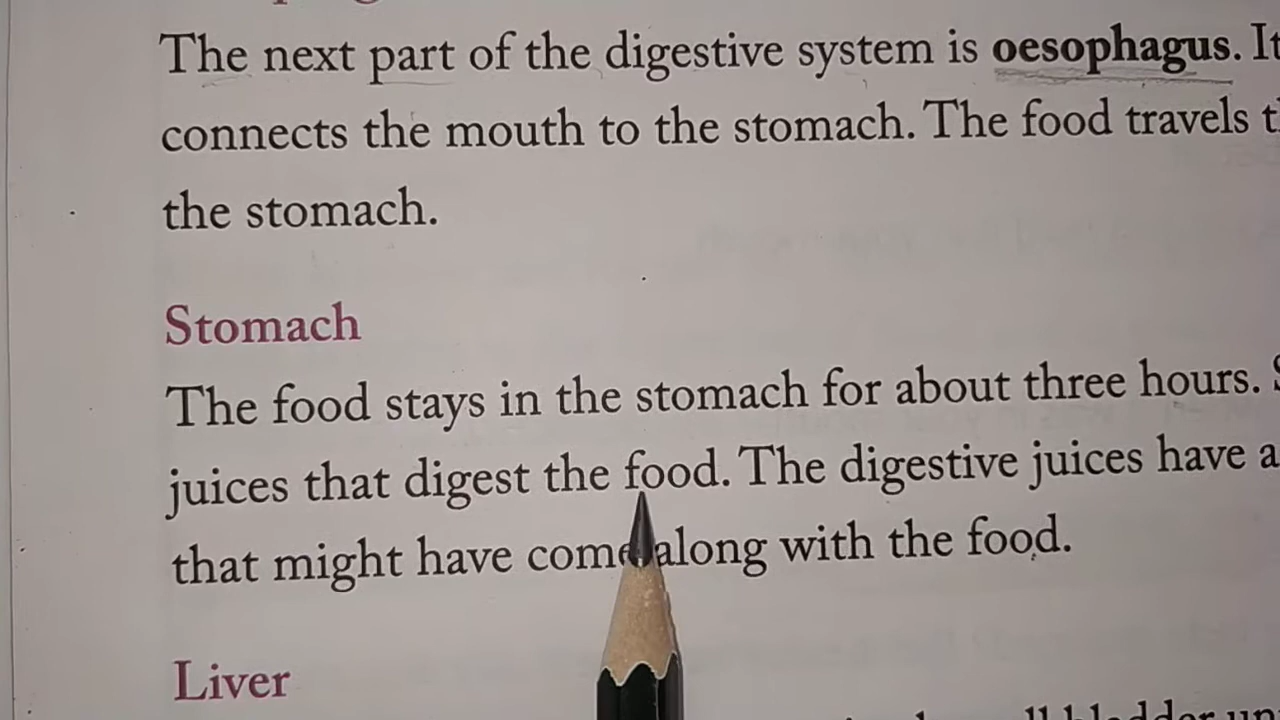 The next part of the digestive system is oesophagus. It
connects the mouth to the stomach. The food travels
the stomach.
Stomach
The food stays in the stomach for about three hours.
juices that digest the food. The digestive juices have a
that might have come along with the food.
Liver
bladder